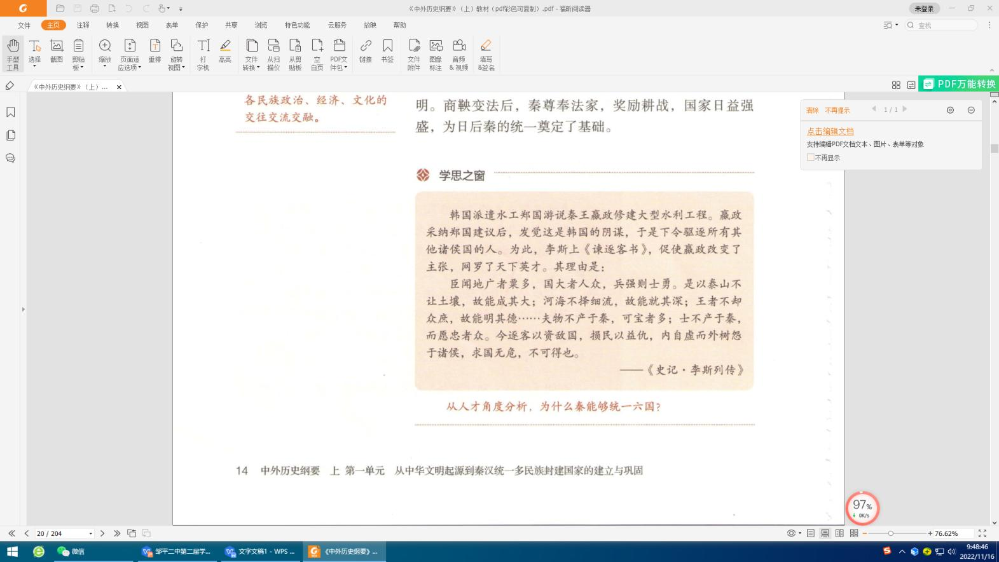 《中外历史纲要》（上）教材（pdf彩色可复制）.pdf - 福昕阅读器
未登录
文件 主页 注释 转换 视图 表单 保护 共享 浏览 特色功能 云服务 放映 帮助
查找
手型工具 选择 截图 剪贴板 缩放 页面适应选项 重排 旋转视图 打字机 高亮 文件转换 从扫描仪 从剪贴板 空白页 PDF文件包 链接 书签 文件附件 图像标注 音频&视频 填写&签名
《中外历史纲要》（上）...
PDF万能转换
清除 不再提示 1 / 1
点击编辑文档
支持编辑PDF文档文本、图片、表单等对象
不再显示
各民族政治、经济、文化的
交往交流交融。
明。商鞅变法后，秦尊奉法家，奖励耕战，国家日益强
盛，为日后秦的统一奠定了基础。
学思之窗
韩国派遣水工郑国游说秦王嬴政修建大型水利工程。嬴政
采纳郑国建议后，发觉这是韩国的阴谋，于是下令驱逐所有其
他诸侯国的人。为此，李斯上《谏逐客书》，促使嬴政改变了
主张，网罗了天下英才。其理由是：
臣闻地广者粟多，国大者人众，兵强则士勇。是以泰山不
让土壤，故能成其大；河海不择细流，故能就其深；王者不却
众庶，故能明其德……夫物不产于秦，可宝者多；士不产于秦，
而愿忠者众。今逐客以资敌国，损民以益仇，内自虚而外树怨
于诸侯，求国无危，不可得也。
——《史记·李斯列传》
从人才角度分析，为什么秦能够统一六国？
14 中外历史纲要 上 第一单元 从中华文明起源到秦汉统一多民族封建国家的建立与巩固
97%
0K/s
20 / 204
76.62%
微信
邹平二中第二届学...
文字文稿1 - WPS ...
《中外历史纲要》...
9:48:46
2022/11/16